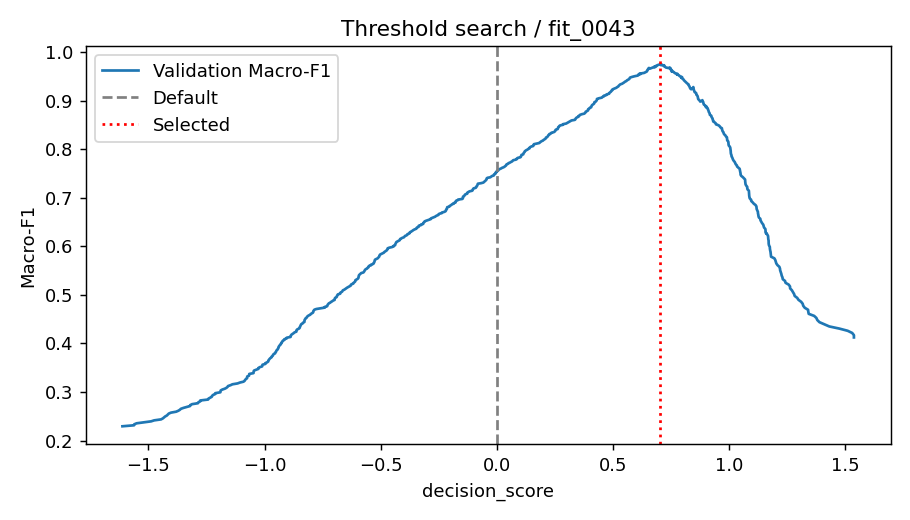 Threshold search / fit_0043
Validation Macro-F1
Default
Selected
Macro-F1
1.0
0.9
0.8
0.7
0.6
0.5
0.4
0.3
0.2
−1.5
−1.0
−0.5
0.0
0.5
1.0
1.5
decision_score